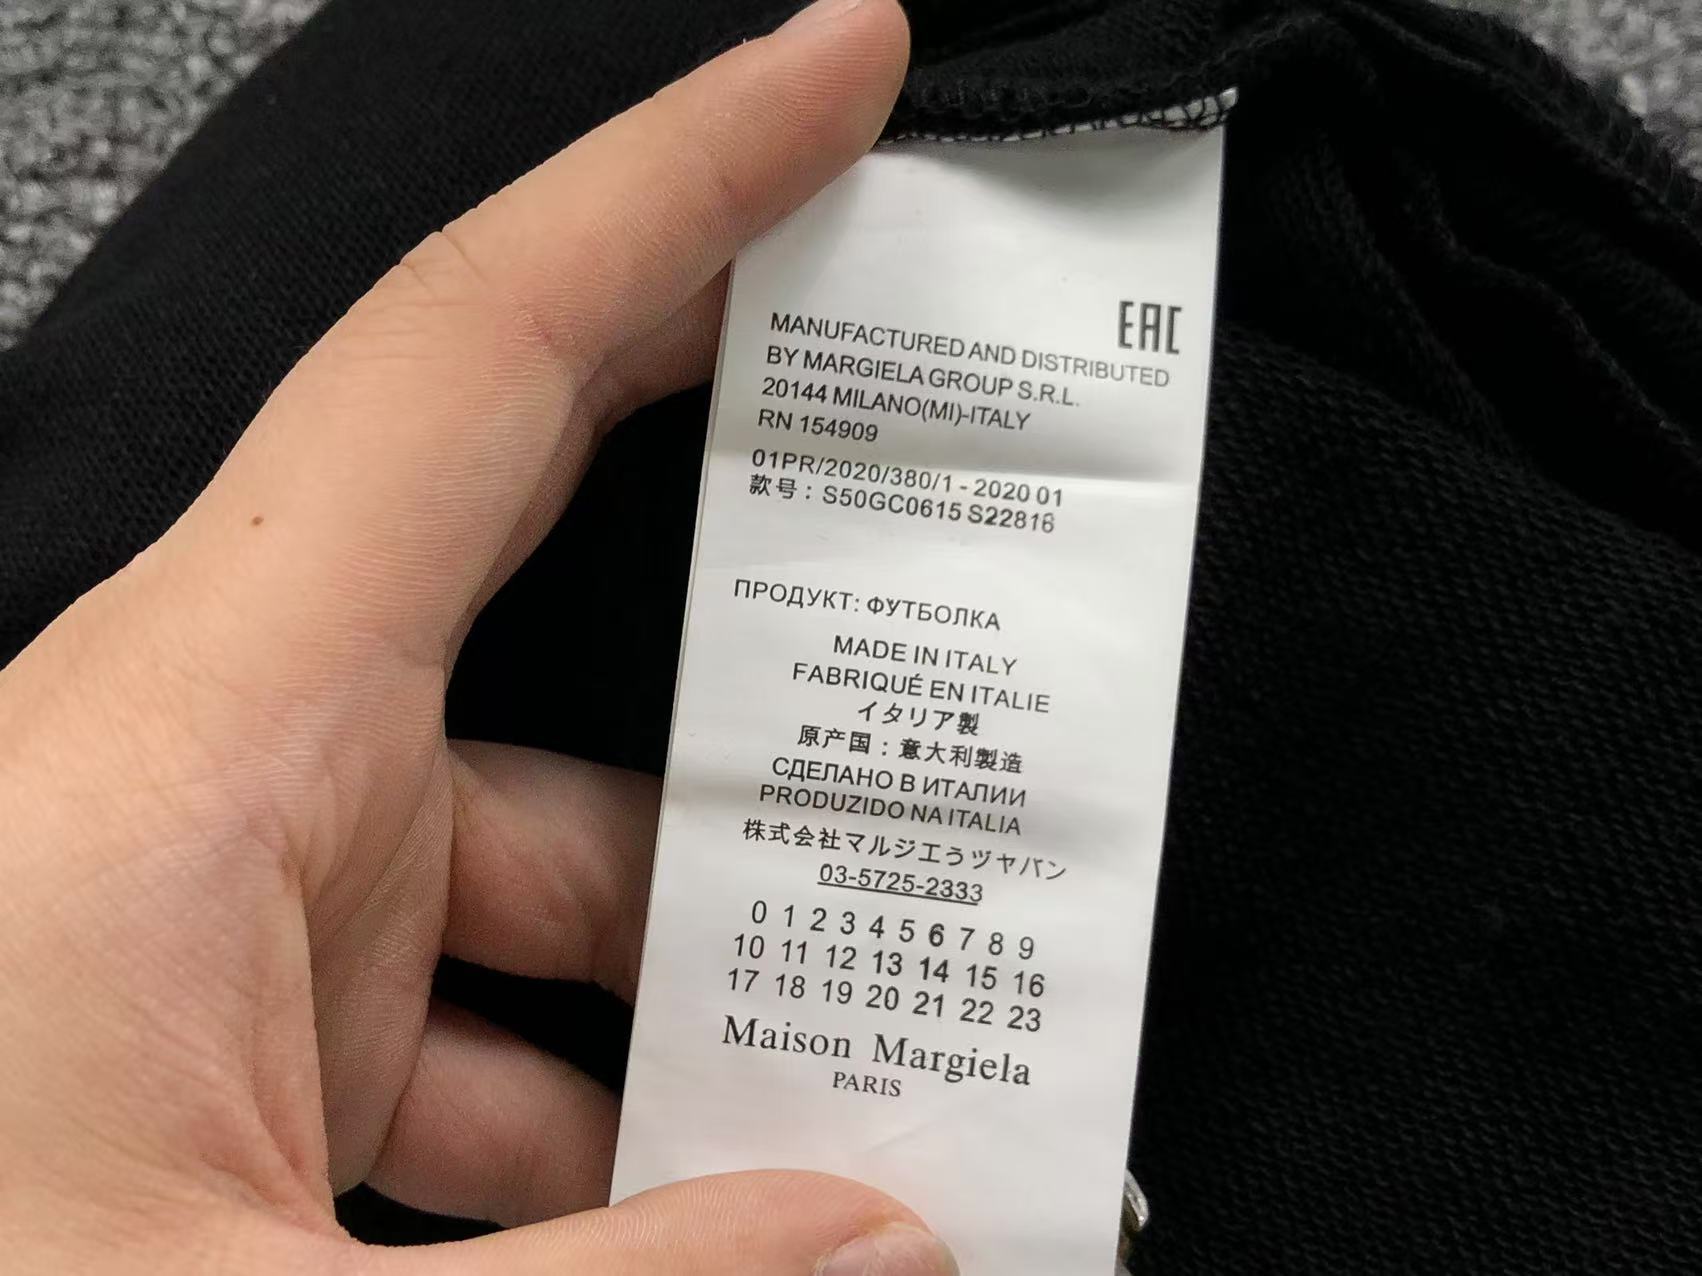 EAC
MANUFACTURED AND DISTRIBUTED
BY MARGIELA GROUP S.R.L.
20144 MILANO(MI)-ITALY
RN 154909
01PR/2020/380/1 - 2020 01
款号：S50GC0615 S22816
ПРОДУКТ: ФУТБОЛКА
MADE IN ITALY
FABRIQUÉ EN ITALIE
イタリア製
原产国：意大利製造
СДЕЛАНО В ИТАЛИИ
PRODUZIDO NA ITALIA
株式会社マルジエうヅヤバン
03-5725-2333
0 1 2 3 4 5 6 7 8 9
10 11 12 13 14 15 16
17 18 19 20 21 22 23
Maison Margiela
PARIS